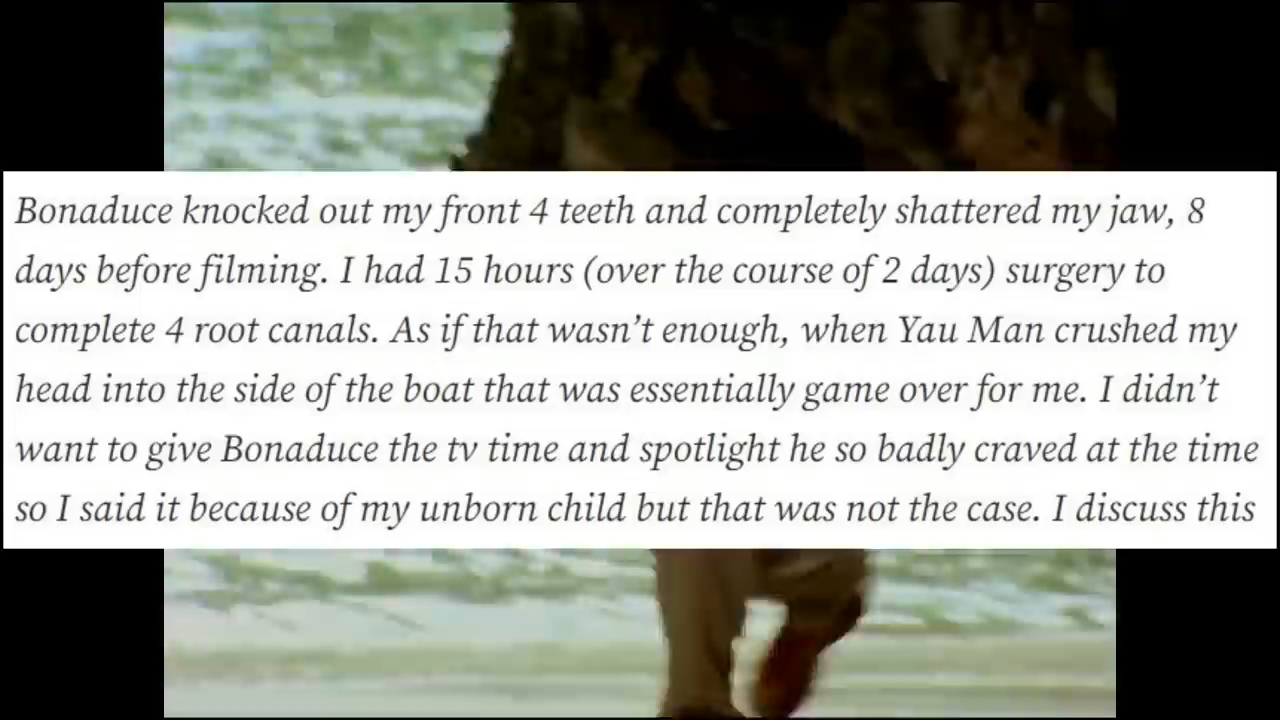 Bonaduce knocked out my front 4 teeth and completely shattered my jaw, 8
days before filming. I had 15 hours (over the course of 2 days) surgery to
complete 4 root canals. As if that wasn’t enough, when Yau Man crushed my
head into the side of the boat that was essentially game over for me. I didn’t
want to give Bonaduce the tv time and spotlight he so badly craved at the time
so I said it because of my unborn child but that was not the case. I discuss this